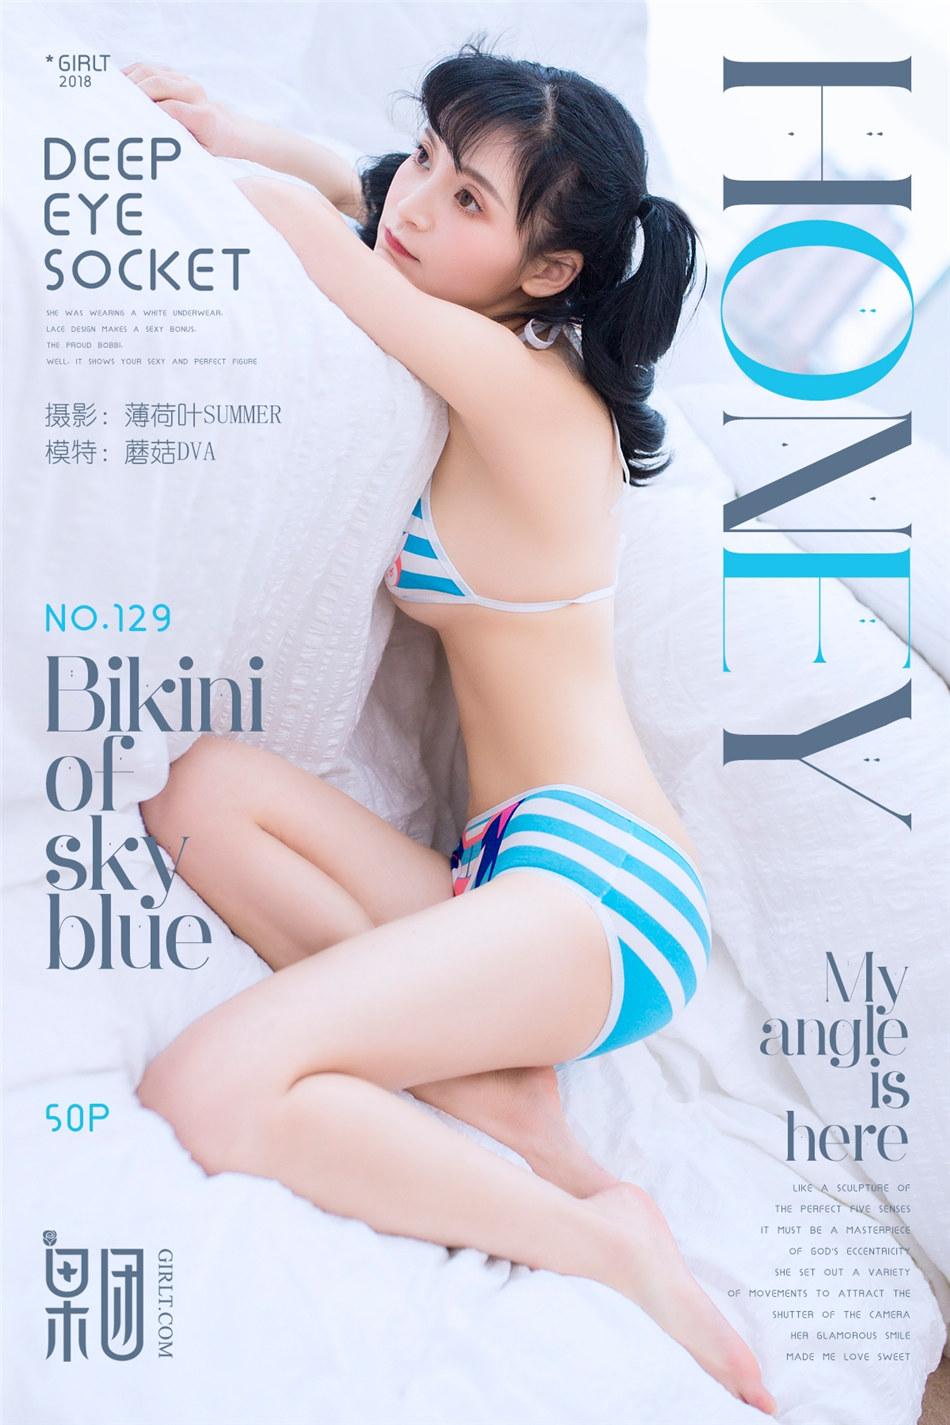 * GIRLT
2018
DEEP
EYE
SOCKET
SHE WAS WEARING A WHITE UNDERWEAR.
LACE DESIGN MAKES A SEXY BONUS.
THE PROUD BOBBI.
WELL. IT SHOWS YOUR SEXY AND PERFECT FIGURE
摄影：薄荷叶SUMMER
模特：蘑菇DVA
NO.129
Bikini
of
sky
blue
50P
果团
GIRLT.COM
HONEY
My
angle
is
here
LIKE A SCULPTURE OF
THE PERFECT FIVE SENSES
IT MUST BE A MASTERPIECE
OF GOD'S ECCENTRICITY
SHE SET OUT A VARIETY
OF MOVEMENTS TO ATTRACT THE
SHUTTER OF THE CAMERA
HER GLAMOROUS SMILE
MADE ME LOVE SWEET